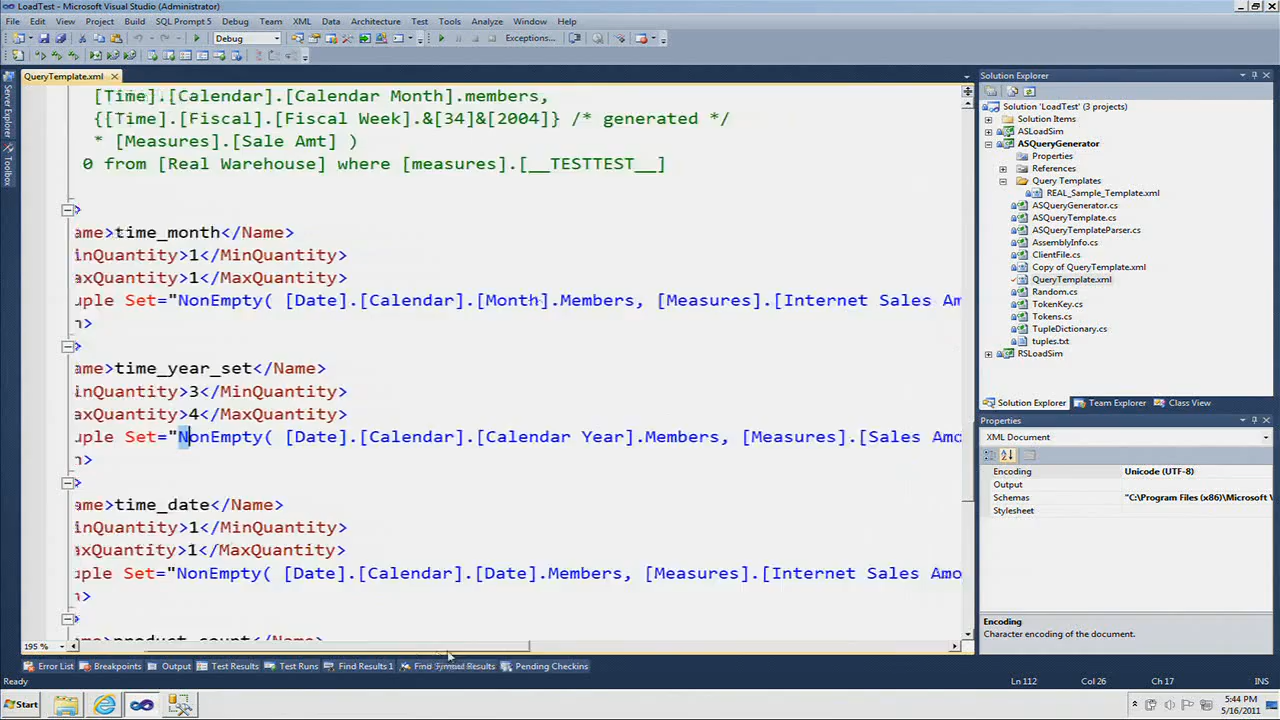 LoadTest - Microsoft Visual Studio (Administrator)
File Edit View Project Build SQL Prompt 5 Debug Team XML Data Architecture Test Tools Analyze Window Help
Debug Exceptions...
QueryTemplate.xml
[Time].[Calendar].[Calendar Month].members,
{{[Time].[Fiscal].[Fiscal Week].&[34]&[2004]} /* generated */
* [Measures].[Sale Amt] )
0 from [Real Warehouse] where [measures].[__TESTTEST__]
>
ame>time_month</Name>
inQuantity>1</MinQuantity>
axQuantity>1</MaxQuantity>
uple Set="NonEmpty( [Date].[Calendar].[Month].Members, [Measures].[Internet Sales Am
n>
>
ame>time_year_set</Name>
inQuantity>3</MinQuantity>
axQuantity>4</MaxQuantity>
uple Set="NonEmpty( [Date].[Calendar].[Calendar Year].Members, [Measures].[Sales Amo
n>
>
ame>time_date</Name>
inQuantity>1</MinQuantity>
axQuantity>1</MaxQuantity>
uple Set="NonEmpty( [Date].[Calendar].[Date].Members, [Measures].[Internet Sales Amo
n>
>
ame>product_count</Name>
195 %
Server Explorer
Toolbox
Solution Explorer
Solution 'LoadTest' (3 projects)
Solution Items
ASLoadSim
ASQueryGenerator
Properties
References
Query Templates
REAL_Sample_Template.xml
ASQueryGenerator.cs
ASQueryTemplate.cs
ASQueryTemplateParser.cs
AssemblyInfo.cs
ClientFile.cs
Copy of QueryTemplate.xml
QueryTemplate.xml
Random.cs
TokenKey.cs
Tokens.cs
TupleDictionary.cs
tuples.txt
RSLoadSim
Solution Explorer Team Explorer Class View
Properties
XML Document
Encoding Unicode (UTF-8)
Output
Schemas "C:\Program Files (x86)\Microsoft V
Stylesheet
Encoding
Character encoding of the document.
Error List Breakpoints Output Test Results Test Runs Find Results 1 Find Results Pending Checkins
Ready Ln 112 Col 26 Ch 17 INS
Start 5:44 PM
5/16/2011